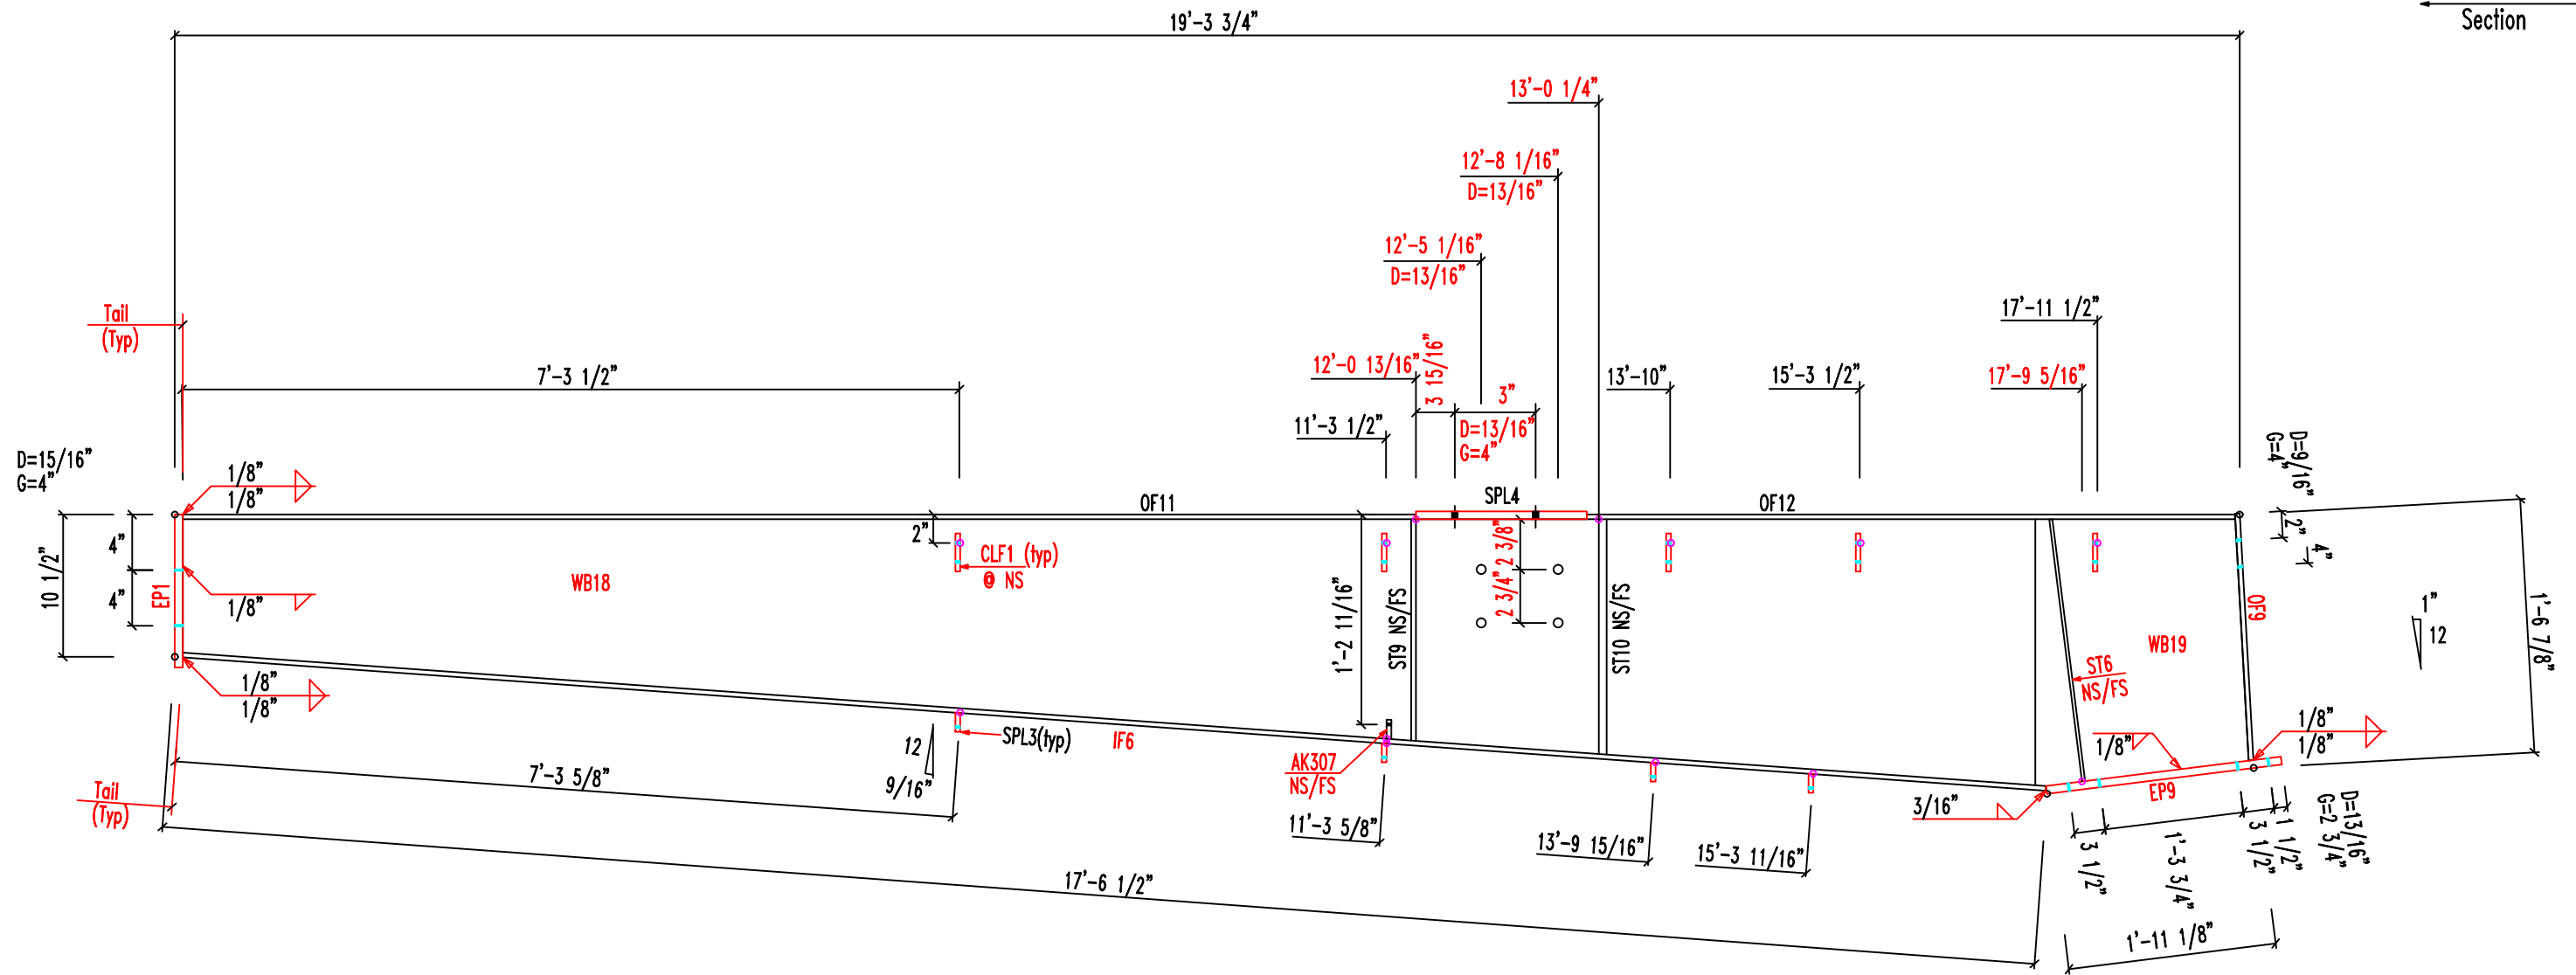 Section
19'-3 3/4"
13'-0 1/4"
12'-8 1/16"
D=13/16"
12'-5 1/16"
D=13/16"
17'-11 1/2"
Tail
(Typ)
7'-3 1/2"
12'-0 13/16"
3 15/16"
3"
D=13/16"
G=4"
11'-3 1/2"
13'-10"
15'-3 1/2"
17'-9 5/16"
D=15/16"
G=4"
1/8"
1/8"
OF11
SPL4
OF12
D=9/16"
G=4"
2"
4"
10 1/2"
4"
4"
EP1
1/8"
WB18
2"
CLF1 (typ)
@ NS
1'-2 11/16"
ST9 NS/FS
2 3/8"
2 3/4"
ST10 NS/FS
WB19
OF9
1"
12
1'-6 7/8"
ST6
NS/FS
1/8"
1/8"
12
9/16"
SPL3(typ)
IF6
AK307
NS/FS
1/8"
1/8"
1/8"
7'-3 5/8"
Tail
(Typ)
11'-3 5/8"
13'-9 15/16"
15'-3 11/16"
3/16"
EP9
3 1/2"
1'-3 3/4"
3 1/2"
1 1/2"
D=13/16"
G=2 3/4"
17'-6 1/2"
1'-11 1/8"